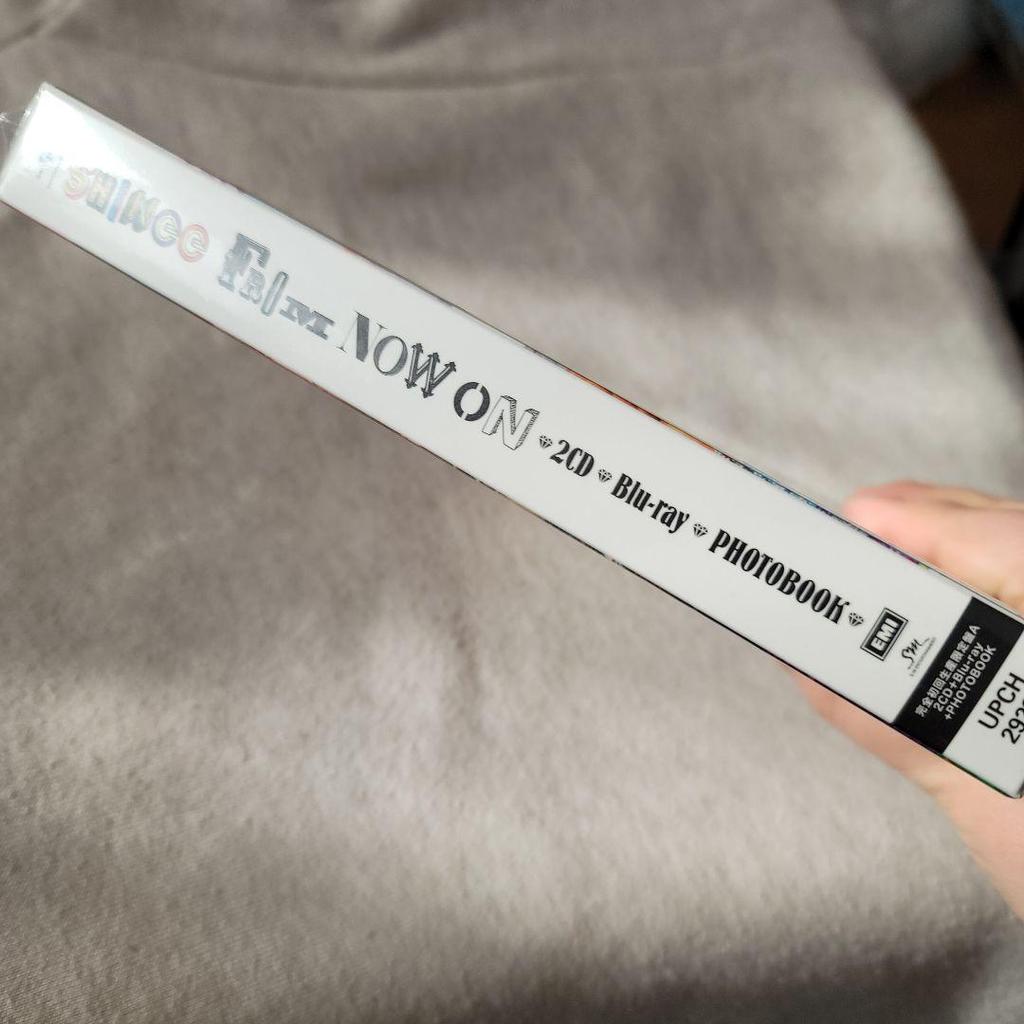 SHINee FROM NOW ON 2CD Blu-ray PHOTOBOOK
EMI
SM
完全初回生産限定盤A
2CD+Blu-ray
+PHOTOBOOK
UPCH